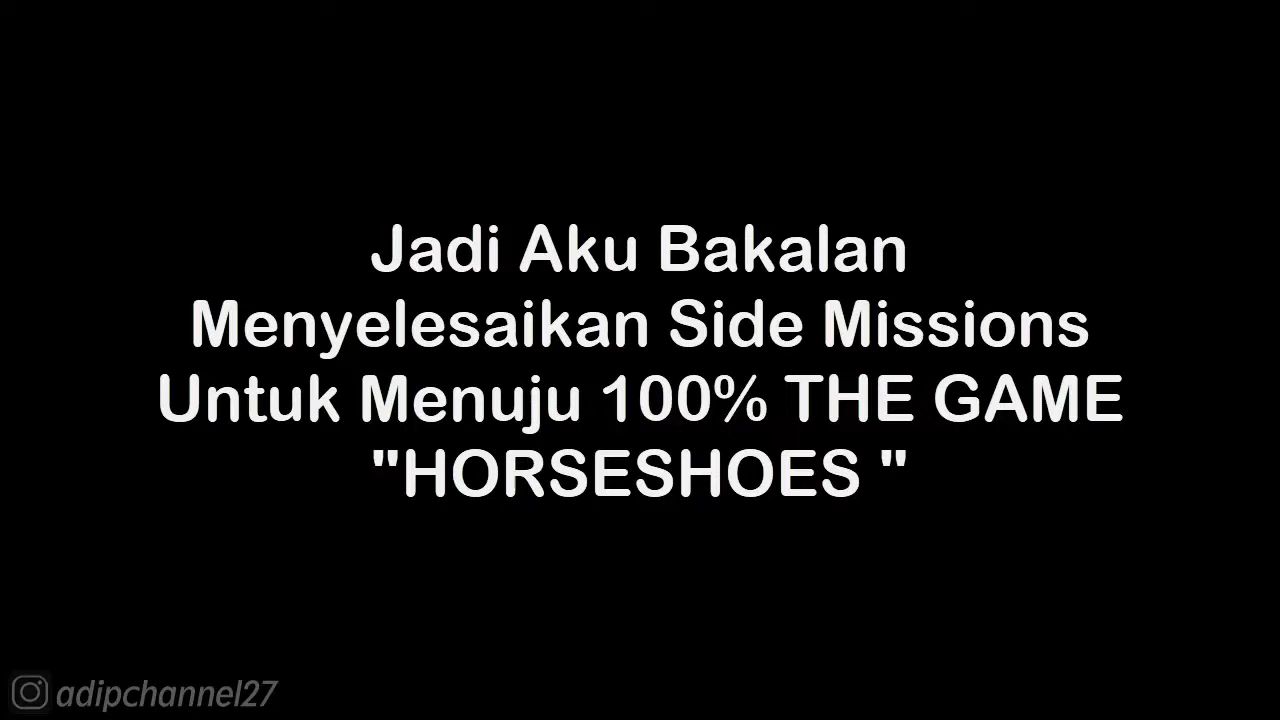 Jadi Aku Bakalan
Menyelesaikan Side Missions
Untuk Menuju 100% THE GAME
"HORSESHOES "
adipchannel27